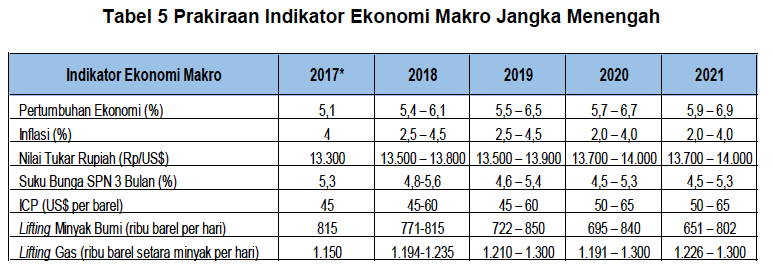 Tabel 5 Prakiraan Indikator Ekonomi Makro Jangka Menengah
Indikator Ekonomi Makro 2017* 2018 2019 2020 2021
Pertumbuhan Ekonomi (%) 5,1 5,4 – 6,1 5,5 – 6,5 5,7 – 6,7 5,9 – 6,9
Inflasi (%) 4 2,5 – 4,5 2,5 – 4,5 2,0 – 4,0 2,0 – 4,0
Nilai Tukar Rupiah (Rp/US$) 13.300 13.500 – 13.800 13.500 – 13.900 13.700 – 14.000 13.700 – 14.000
Suku Bunga SPN 3 Bulan (%) 5,3 4,8-5,6 4,6 – 5,4 4,5 – 5,3 4,5 – 5,3
ICP (US$ per barel) 45 45-60 45 – 60 50 – 65 50 – 65
Lifting Minyak Bumi (ribu barel per hari) 815 771-815 722 – 850 695 – 840 651 – 802
Lifting Gas (ribu barel setara minyak per hari) 1.150 1.194-1.235 1.210 – 1.300 1.191 – 1.300 1.226 – 1.300